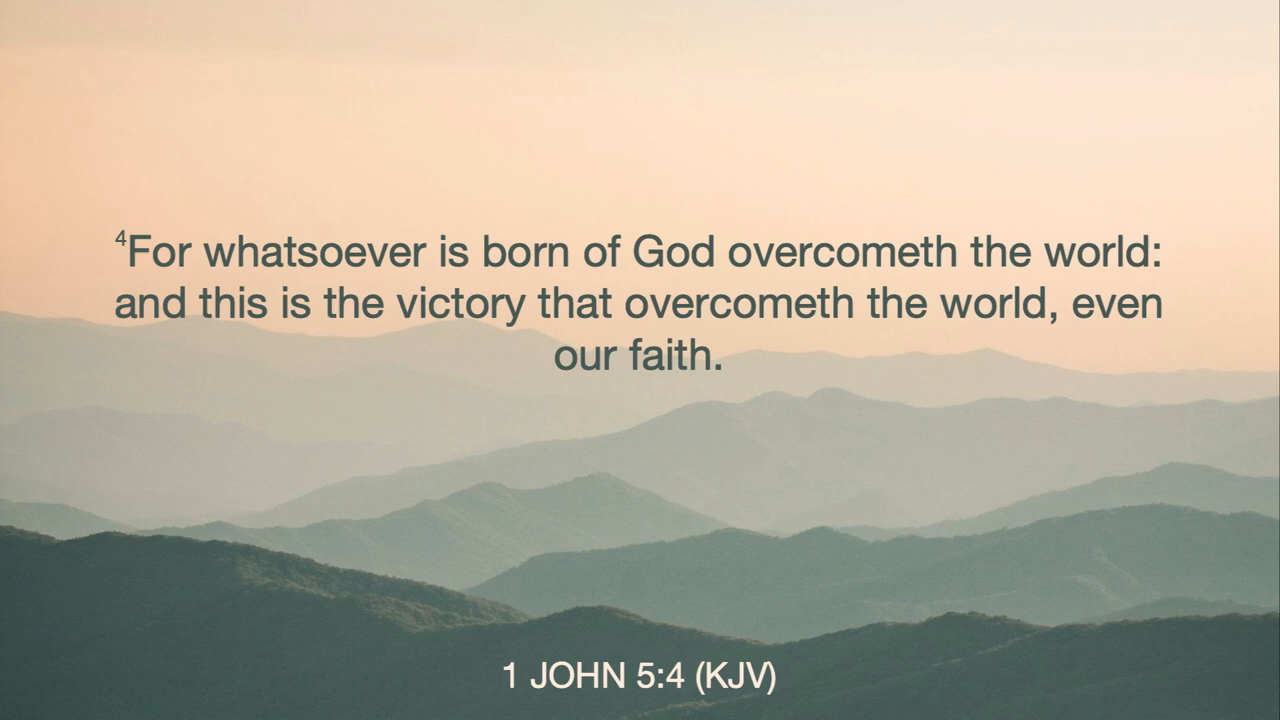 4For whatsoever is born of God overcometh the world:
and this is the victory that overcometh the world, even
our faith.
1 JOHN 5:4 (KJV)